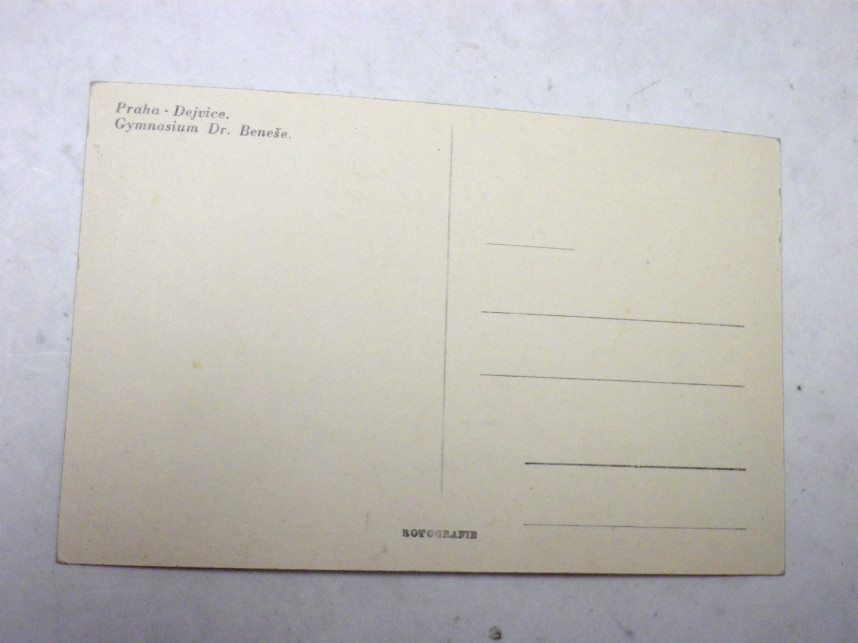 Praha - Dejvice.
Gymnasium Dr. Beneše.
ROTOGRAFIE